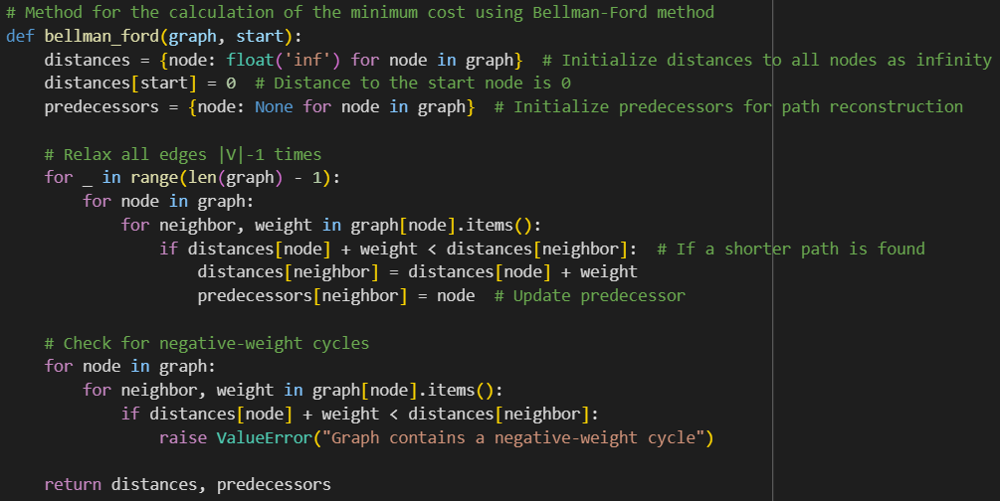 # Method for the calculation of the minimum cost using Bellman-Ford method
def bellman_ford(graph, start):
    distances = {node: float('inf') for node in graph}  # Initialize distances to all nodes as infinity
    distances[start] = 0  # Distance to the start node is 0
    predecessors = {node: None for node in graph}  # Initialize predecessors for path reconstruction

    # Relax all edges |V|-1 times
    for _ in range(len(graph) - 1):
        for node in graph:
            for neighbor, weight in graph[node].items():
                if distances[node] + weight < distances[neighbor]:  # If a shorter path is found
                    distances[neighbor] = distances[node] + weight
                    predecessors[neighbor] = node  # Update predecessor

    # Check for negative-weight cycles
    for node in graph:
        for neighbor, weight in graph[node].items():
            if distances[node] + weight < distances[neighbor]:
                raise ValueError("Graph contains a negative-weight cycle")

    return distances, predecessors